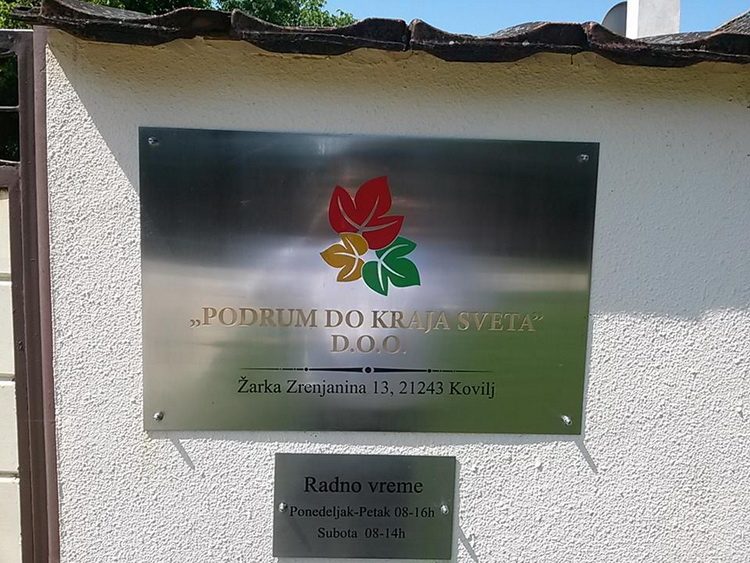 „PODRUM DO KRAJA SVETA“
D.O.O.
Žarka Zrenjanina 13, 21243 Kovilj
Radno vreme
Ponedeljak-Petak 08-16h
Subota 08-14h